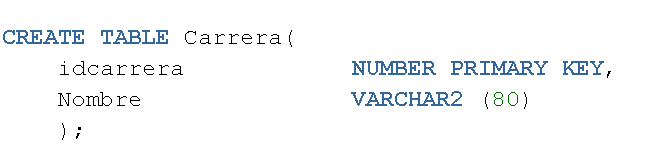 CREATE TABLE Carrera(
idcarrera NUMBER PRIMARY KEY,
Nombre VARCHAR2 (80)
);